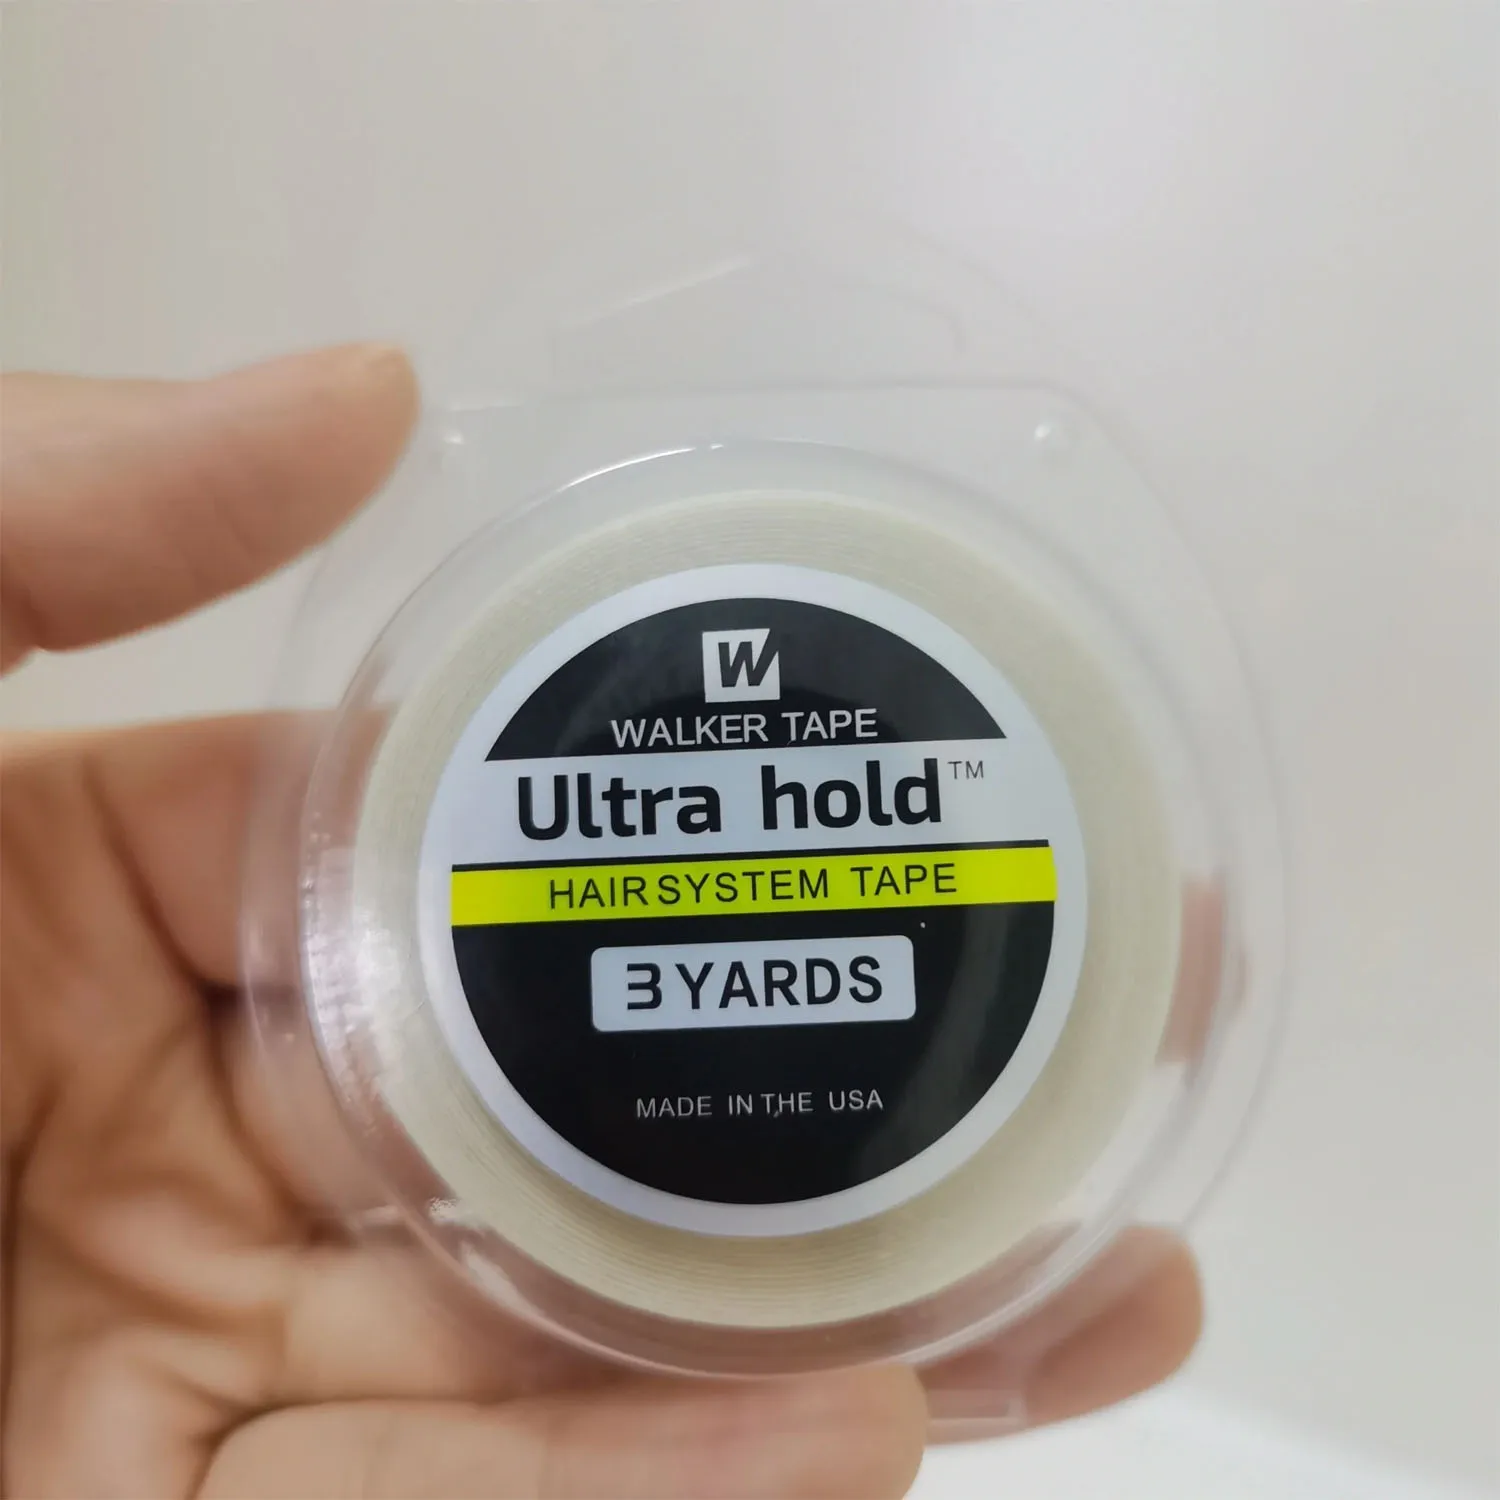 W
WALKER TAPE
Ultra hold™
HAIRSYSTEM TAPE
3 YARDS
MADE IN THE USA